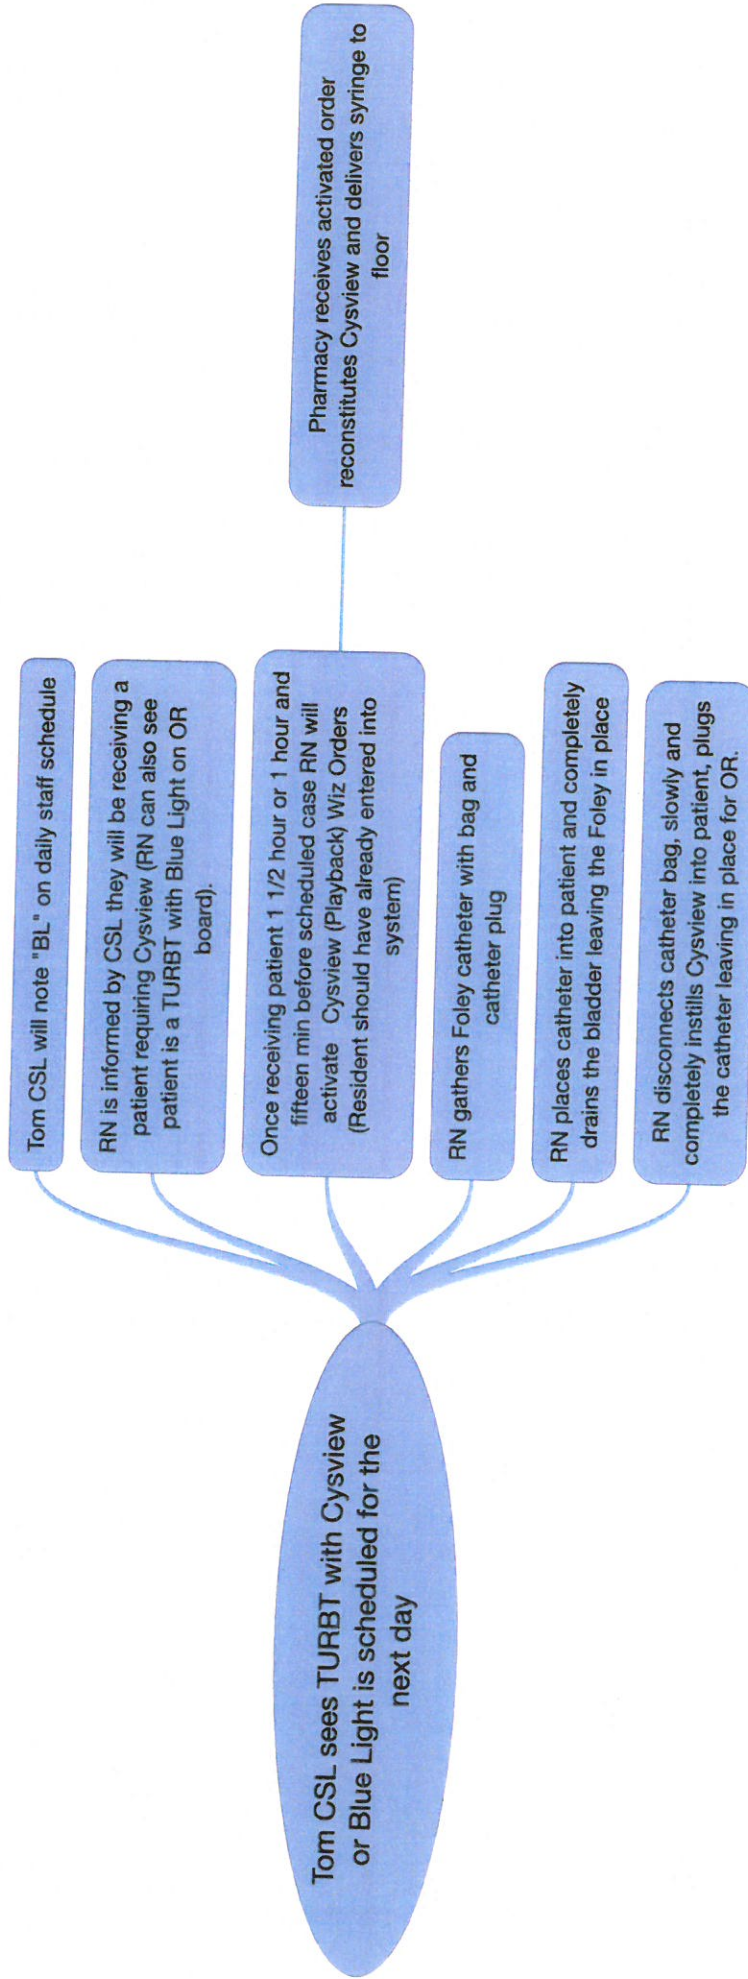 Tom CSL sees TURBT with Cysview
or Blue Light is scheduled for the
next day
Tom CSL will note "BL" on daily staff schedule
RN is informed by CSL they will be receiving a
patient requiring Cysview (RN can also see
patient is a TURBT with Blue Light on OR
board).
Once receiving patient 1 1/2 hour or 1 hour and
fifteen min before scheduled case RN will
activate Cysview (Playback) Wiz Orders
(Resident should have already entered into
system)
Pharmacy receives activated order
reconstitutes Cysview and delivers syringe to
floor
RN gathers Foley catheter with bag and
catheter plug
RN places catheter into patient and completely
drains the bladder leaving the Foley in place
RN disconnects catheter bag, slowly and
completely instills Cysview into patient, plugs
the catheter leaving in place for OR.